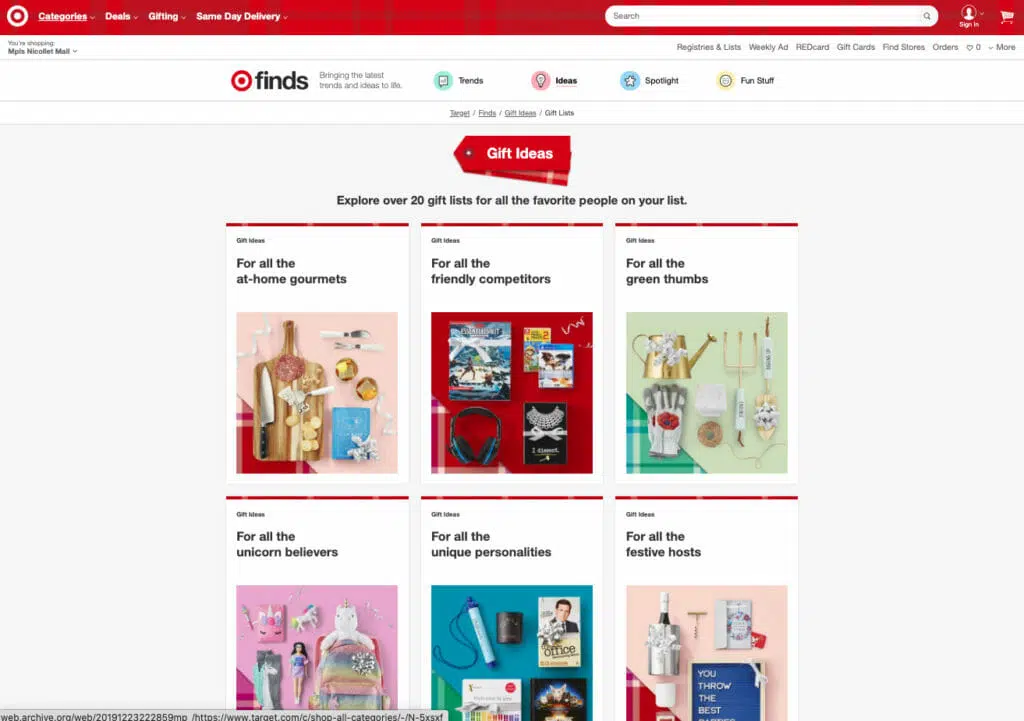 Categories Deals Gifting Same Day Delivery Search Sign In
You're shopping:
Mpls Nicollet Mall
Registries & Lists Weekly Ad REDcard Gift Cards Find Stores Orders 0 More
finds
Bringing the latest
trends and ideas to life.
Trends Ideas Spotlight Fun Stuff
Target / Finds / Gift Ideas / Gift Lists
Gift Ideas
Explore over 20 gift lists for all the favorite people on your list.
Gift Ideas
For all the
at-home gourmets
Gift Ideas
For all the
friendly competitors
I dissent.
Gift Ideas
For all the
green thumbs
Gift Ideas
For all the
unicorn believers
Gift Ideas
For all the
unique personalities
the
office
Gift Ideas
For all the
festive hosts
YOU
THROW
THE
BEST
PARTIES
web.archive.org/web/20191223222859mp_/https://www.target.com/c/shop-all-categories/-/N-5xsxf